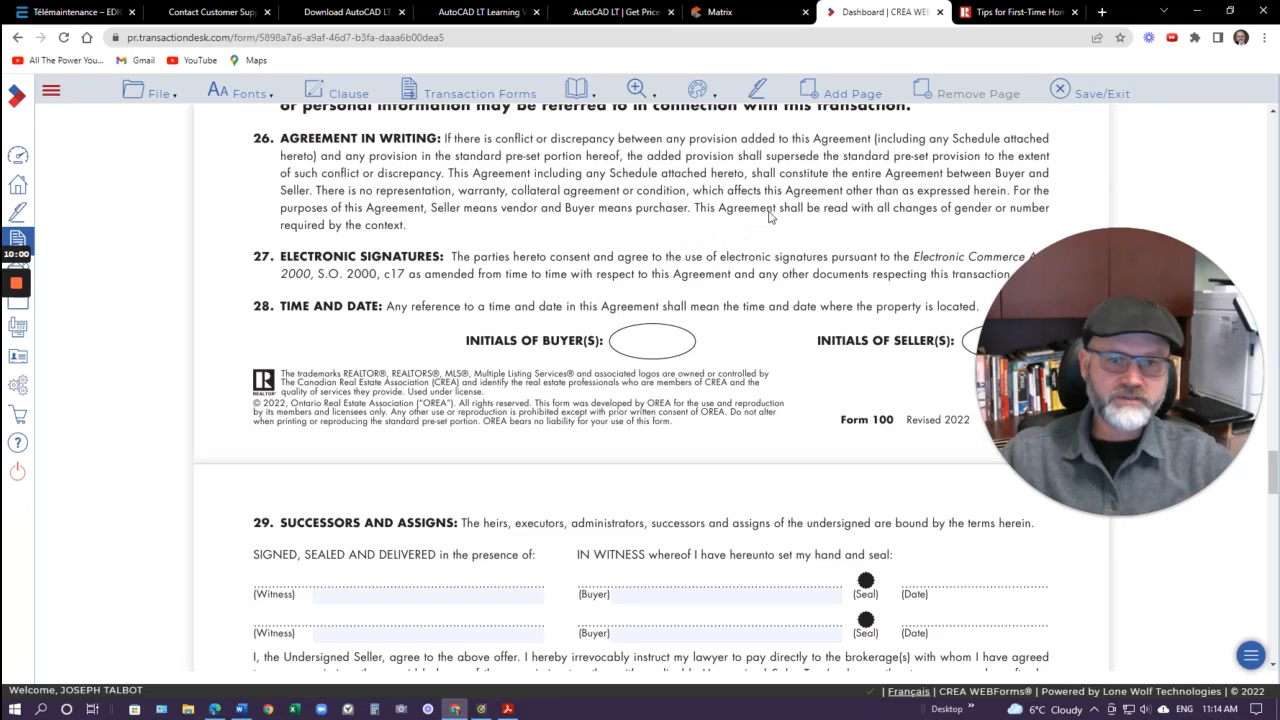 Télémaintenance – EDK
Contact Customer Sup
Download AutoCAD LT
AutoCAD LT Learning V
AutoCAD LT | Get Price
Matrix
Dashboard | CREA WEB
Tips for First-Time Hom
pr.transactiondesk.com/form/5898a7a6-a9af-46d7-b3fa-daaa6b00dea5
All The Power You...
Gmail
YouTube
Maps
File
Fonts
Clause
Transaction Forms
Add Page
Remove Page
Save/Exit
or personal information may be referred to in connection with this transaction.
26. AGREEMENT IN WRITING: If there is conflict or discrepancy between any provision added to this Agreement (including any Schedule attached
hereto) and any provision in the standard pre-set portion hereof, the added provision shall supersede the standard pre-set provision to the extent
of such conflict or discrepancy. This Agreement including any Schedule attached hereto, shall constitute the entire Agreement between Buyer and
Seller. There is no representation, warranty, collateral agreement or condition, which affects this Agreement other than as expressed herein. For the
purposes of this Agreement, Seller means vendor and Buyer means purchaser. This Agreement shall be read with all changes of gender or number
required by the context.
27. ELECTRONIC SIGNATURES: The parties hereto consent and agree to the use of electronic signatures pursuant to the Electronic Commerce A
2000, S.O. 2000, c17 as amended from time to time with respect to this Agreement and any other documents respecting this transaction
28. TIME AND DATE: Any reference to a time and date in this Agreement shall mean the time and date where the property is located.
10:00
INITIALS OF BUYER(S):
INITIALS OF SELLER(S):
R
REALTOR
The trademarks REALTOR®, REALTORS®, MLS®, Multiple Listing Services® and associated logos are owned or controlled by
The Canadian Real Estate Association (CREA) and identify the real estate professionals who are members of CREA and the
quality of services they provide. Used under license.
© 2022, Ontario Real Estate Association ("OREA"). All rights reserved. This form was developed by OREA for the use and reproduction
by its members and licensees only. Any other use or reproduction is prohibited except with prior written consent of OREA. Do not alter
when printing or reproducing the standard pre-set portion. OREA bears no liability for your use of this form.
Form 100 Revised 2022
29. SUCCESSORS AND ASSIGNS: The heirs, executors, administrators, successors and assigns of the undersigned are bound by the terms herein.
SIGNED, SEALED AND DELIVERED in the presence of:
IN WITNESS whereof I have hereunto set my hand and seal:
(Witness)
(Buyer)
(Seal)
(Date)
(Witness)
(Buyer)
(Seal)
(Date)
I, the Undersigned Seller, agree to the above offer. I hereby irrevocably instruct my lawyer to pay directly to the brokerage(s) with whom I have agreed
Welcome, JOSEPH TALBOT
Français | CREA WEBForms® | Powered by Lone Wolf Technologies | © 2022
Desktop
6°C Cloudy
11:14 AM